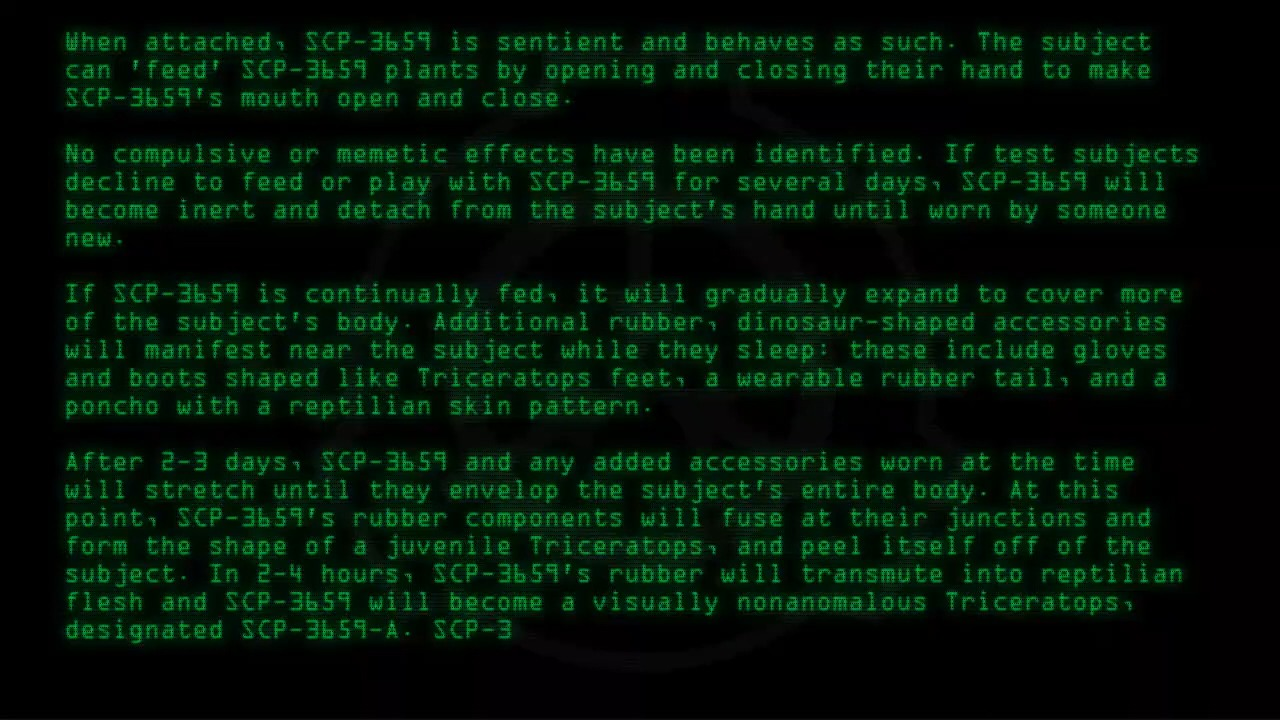 When attached, SCP-3659 is sentient and behaves as such. The subject
can 'feed' SCP-3659 plants by opening and closing their hand to make
SCP-3659's mouth open and close.
No compulsive or memetic effects have been identified. If test subjects
decline to feed or play with SCP-3659 for several days, SCP-3659 will
become inert and detach from the subject's hand until worn by someone
new.
If SCP-3659 is continually fed, it will gradually expand to cover more
of the subject's body. Additional rubber, dinosaur-shaped accessories
will manifest near the subject while they sleep: these include gloves
and boots shaped like Triceratops feet, a wearable rubber tail, and a
poncho with a reptilian skin pattern.
After 2-3 days, SCP-3659 and any added accessories worn at the time
will stretch until they envelop the subject's entire body. At this
point, SCP-3659's rubber components will fuse at their junctions and
form the shape of a juvenile Triceratops, and peel itself off of the
subject. In 2-4 hours, SCP-3659's rubber will transmute into reptilian
flesh and SCP-3659 will become a visually nonanomalous Triceratops,
designated SCP-3659-A. SCP-3